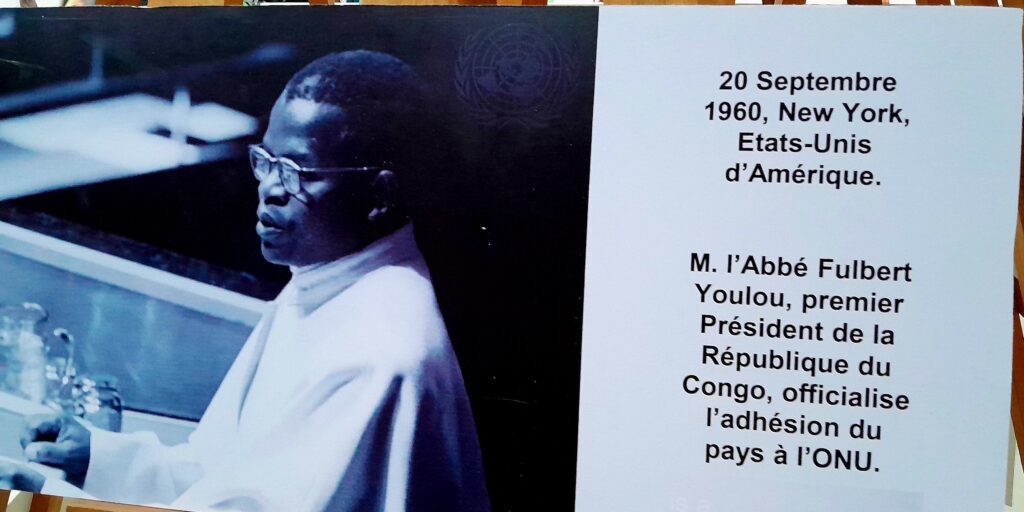 20 Septembre
1960, New York,
Etats-Unis
d’Amérique.
M. l’Abbé Fulbert
Youlou, premier
Président de la
République du
Congo, officialise
l’adhésion du
pays à l’ONU.